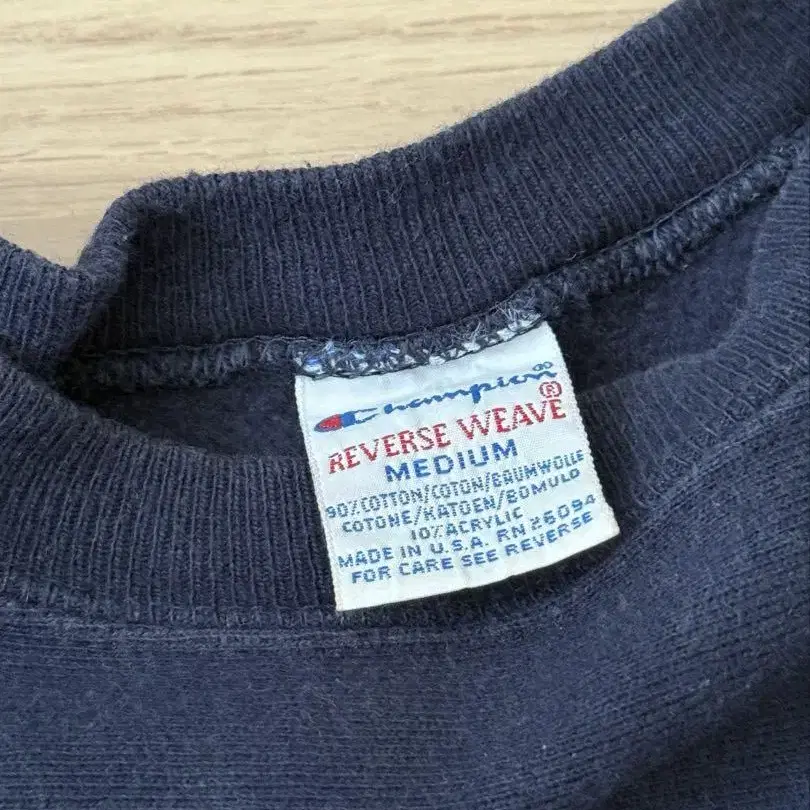 Champion®
REVERSE WEAVE®
MEDIUM
90% COTTON/COTON/BAUMWOLLE
COTONE/KATOEN/BOMULD
10% ACRYLIC
MADE IN U.S.A. RN 26094
FOR CARE SEE REVERSE